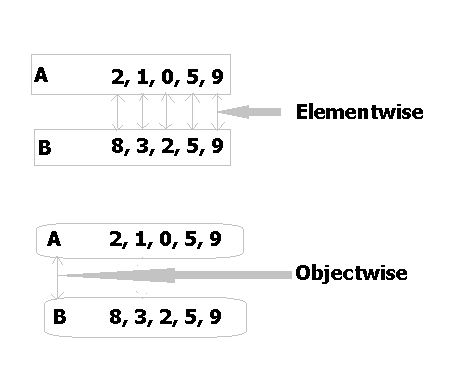 A 2, 1, 0, 5, 9
Elementwise
B 8, 3, 2, 5, 9
A 2, 1, 0, 5, 9
Objectwise
B 8, 3, 2, 5, 9